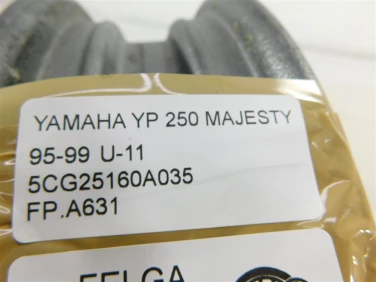 YAMAHA YP 250 MAJESTY
95-99 U-11
5CG25160A035
FP.A631
FELGA